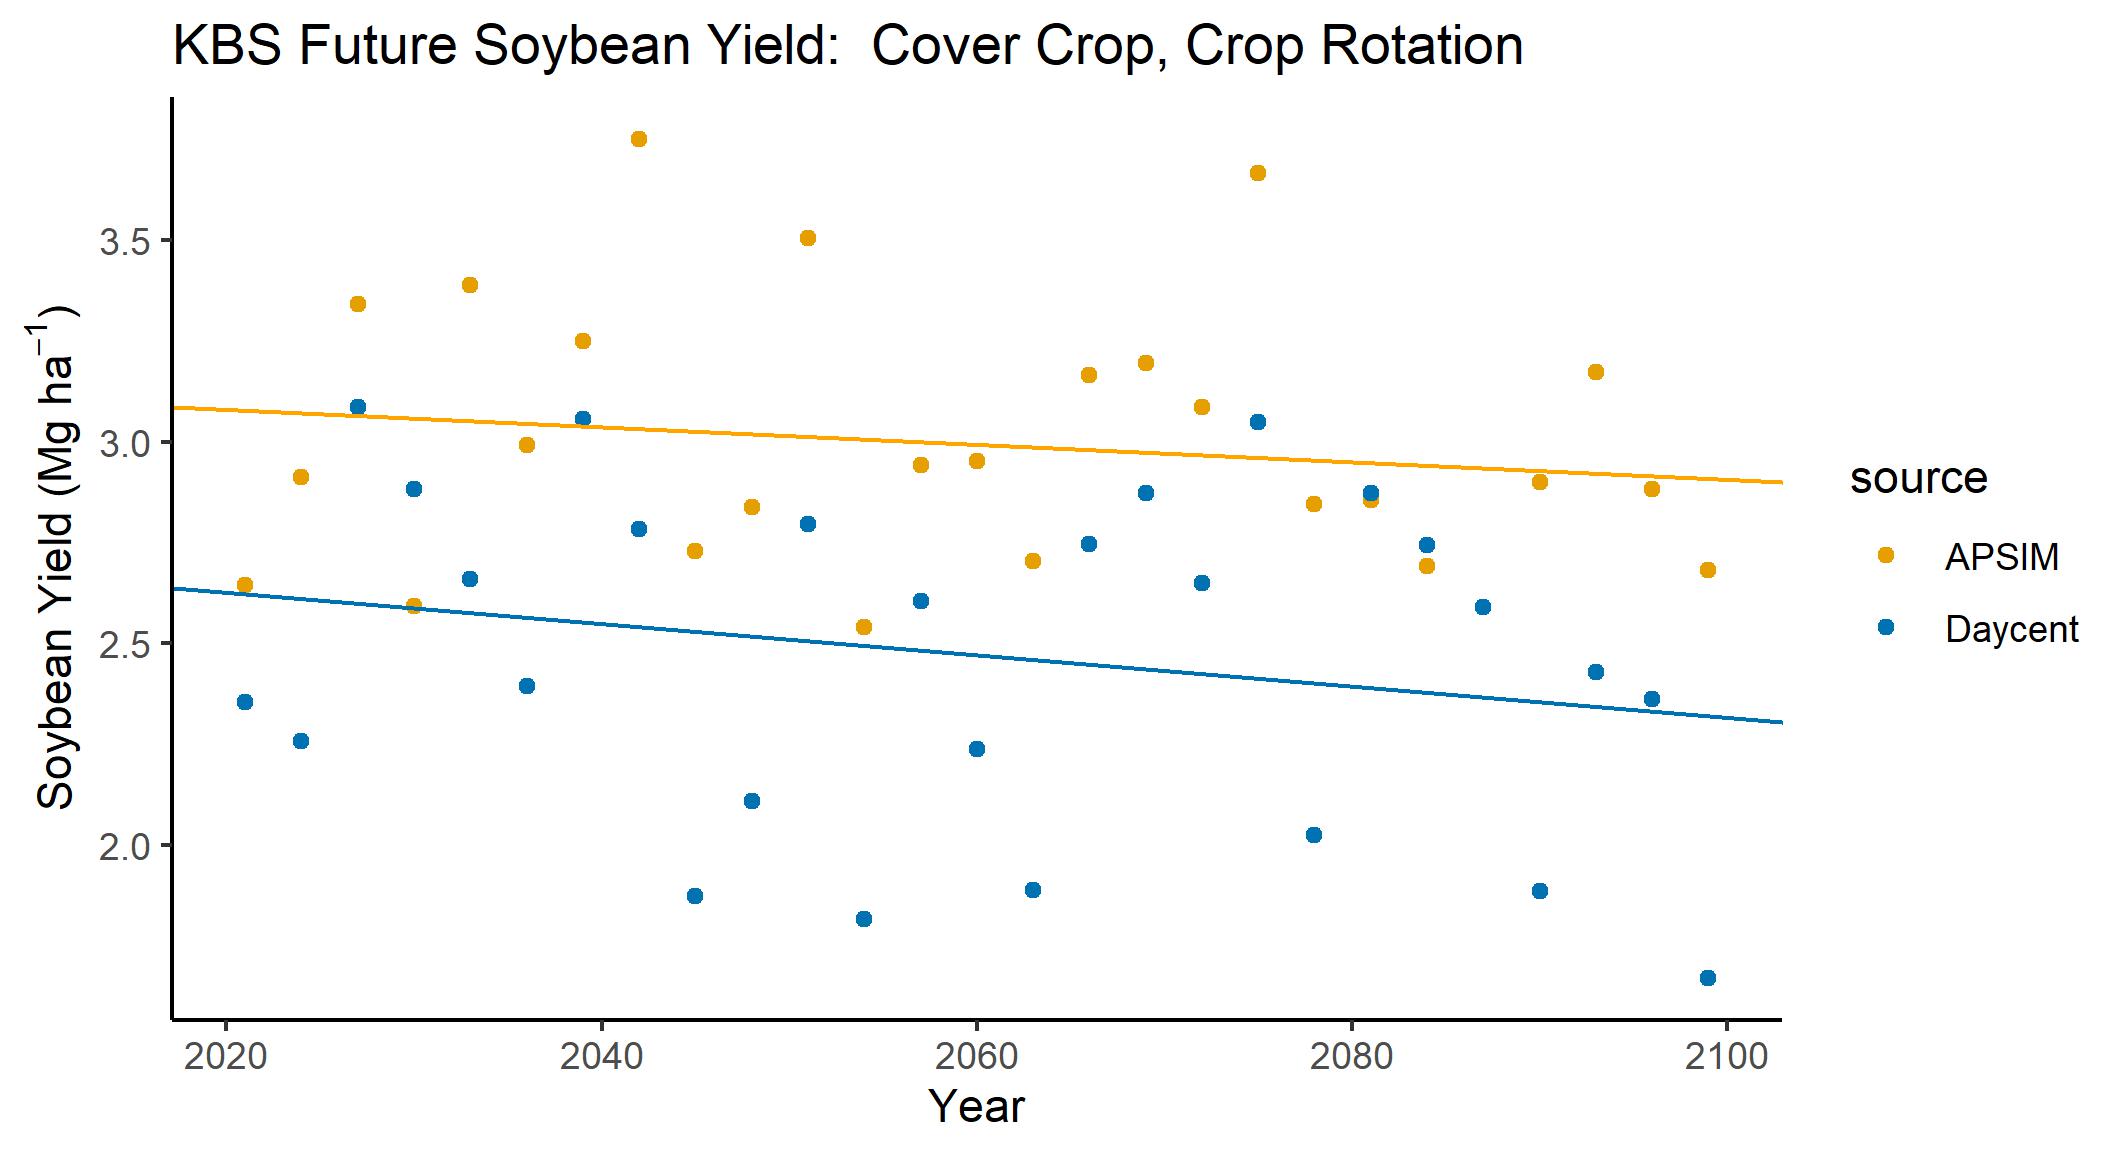 KBS Future Soybean Yield:  Cover Crop, Crop Rotation
3.5
3.0
2.5
2.0
Soybean Yield (Mg ha⁻¹)
2020 2040 2060 2080 2100
Year
source
APSIM
Daycent